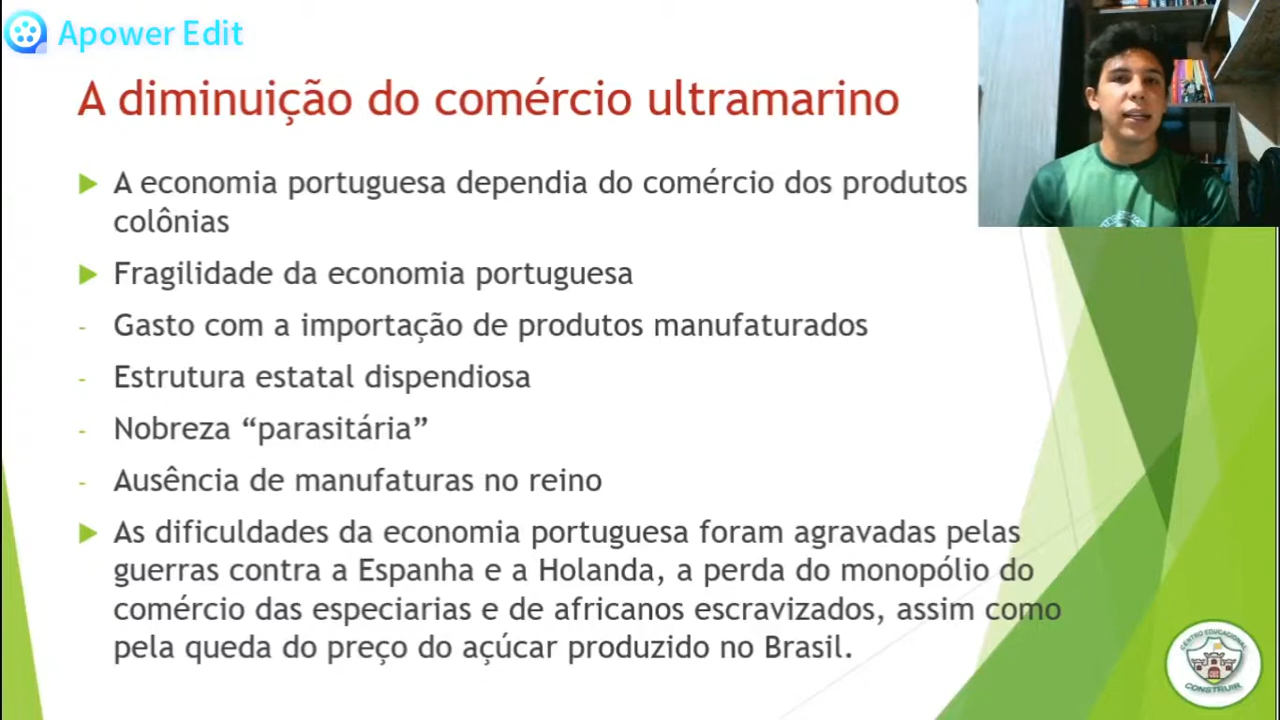 Apower Edit
A diminuição do comércio ultramarino
A economia portuguesa dependia do comércio dos produtos
colônias
Fragilidade da economia portuguesa
- Gasto com a importação de produtos manufaturados
- Estrutura estatal dispendiosa
- Nobreza “parasitária”
- Ausência de manufaturas no reino
As dificuldades da economia portuguesa foram agravadas pelas
guerras contra a Espanha e a Holanda, a perda do monopólio do
comércio das especiarias e de africanos escravizados, assim como
pela queda do preço do açúcar produzido no Brasil.
CENTRO EDUCACIONAL
CONSTRUIR